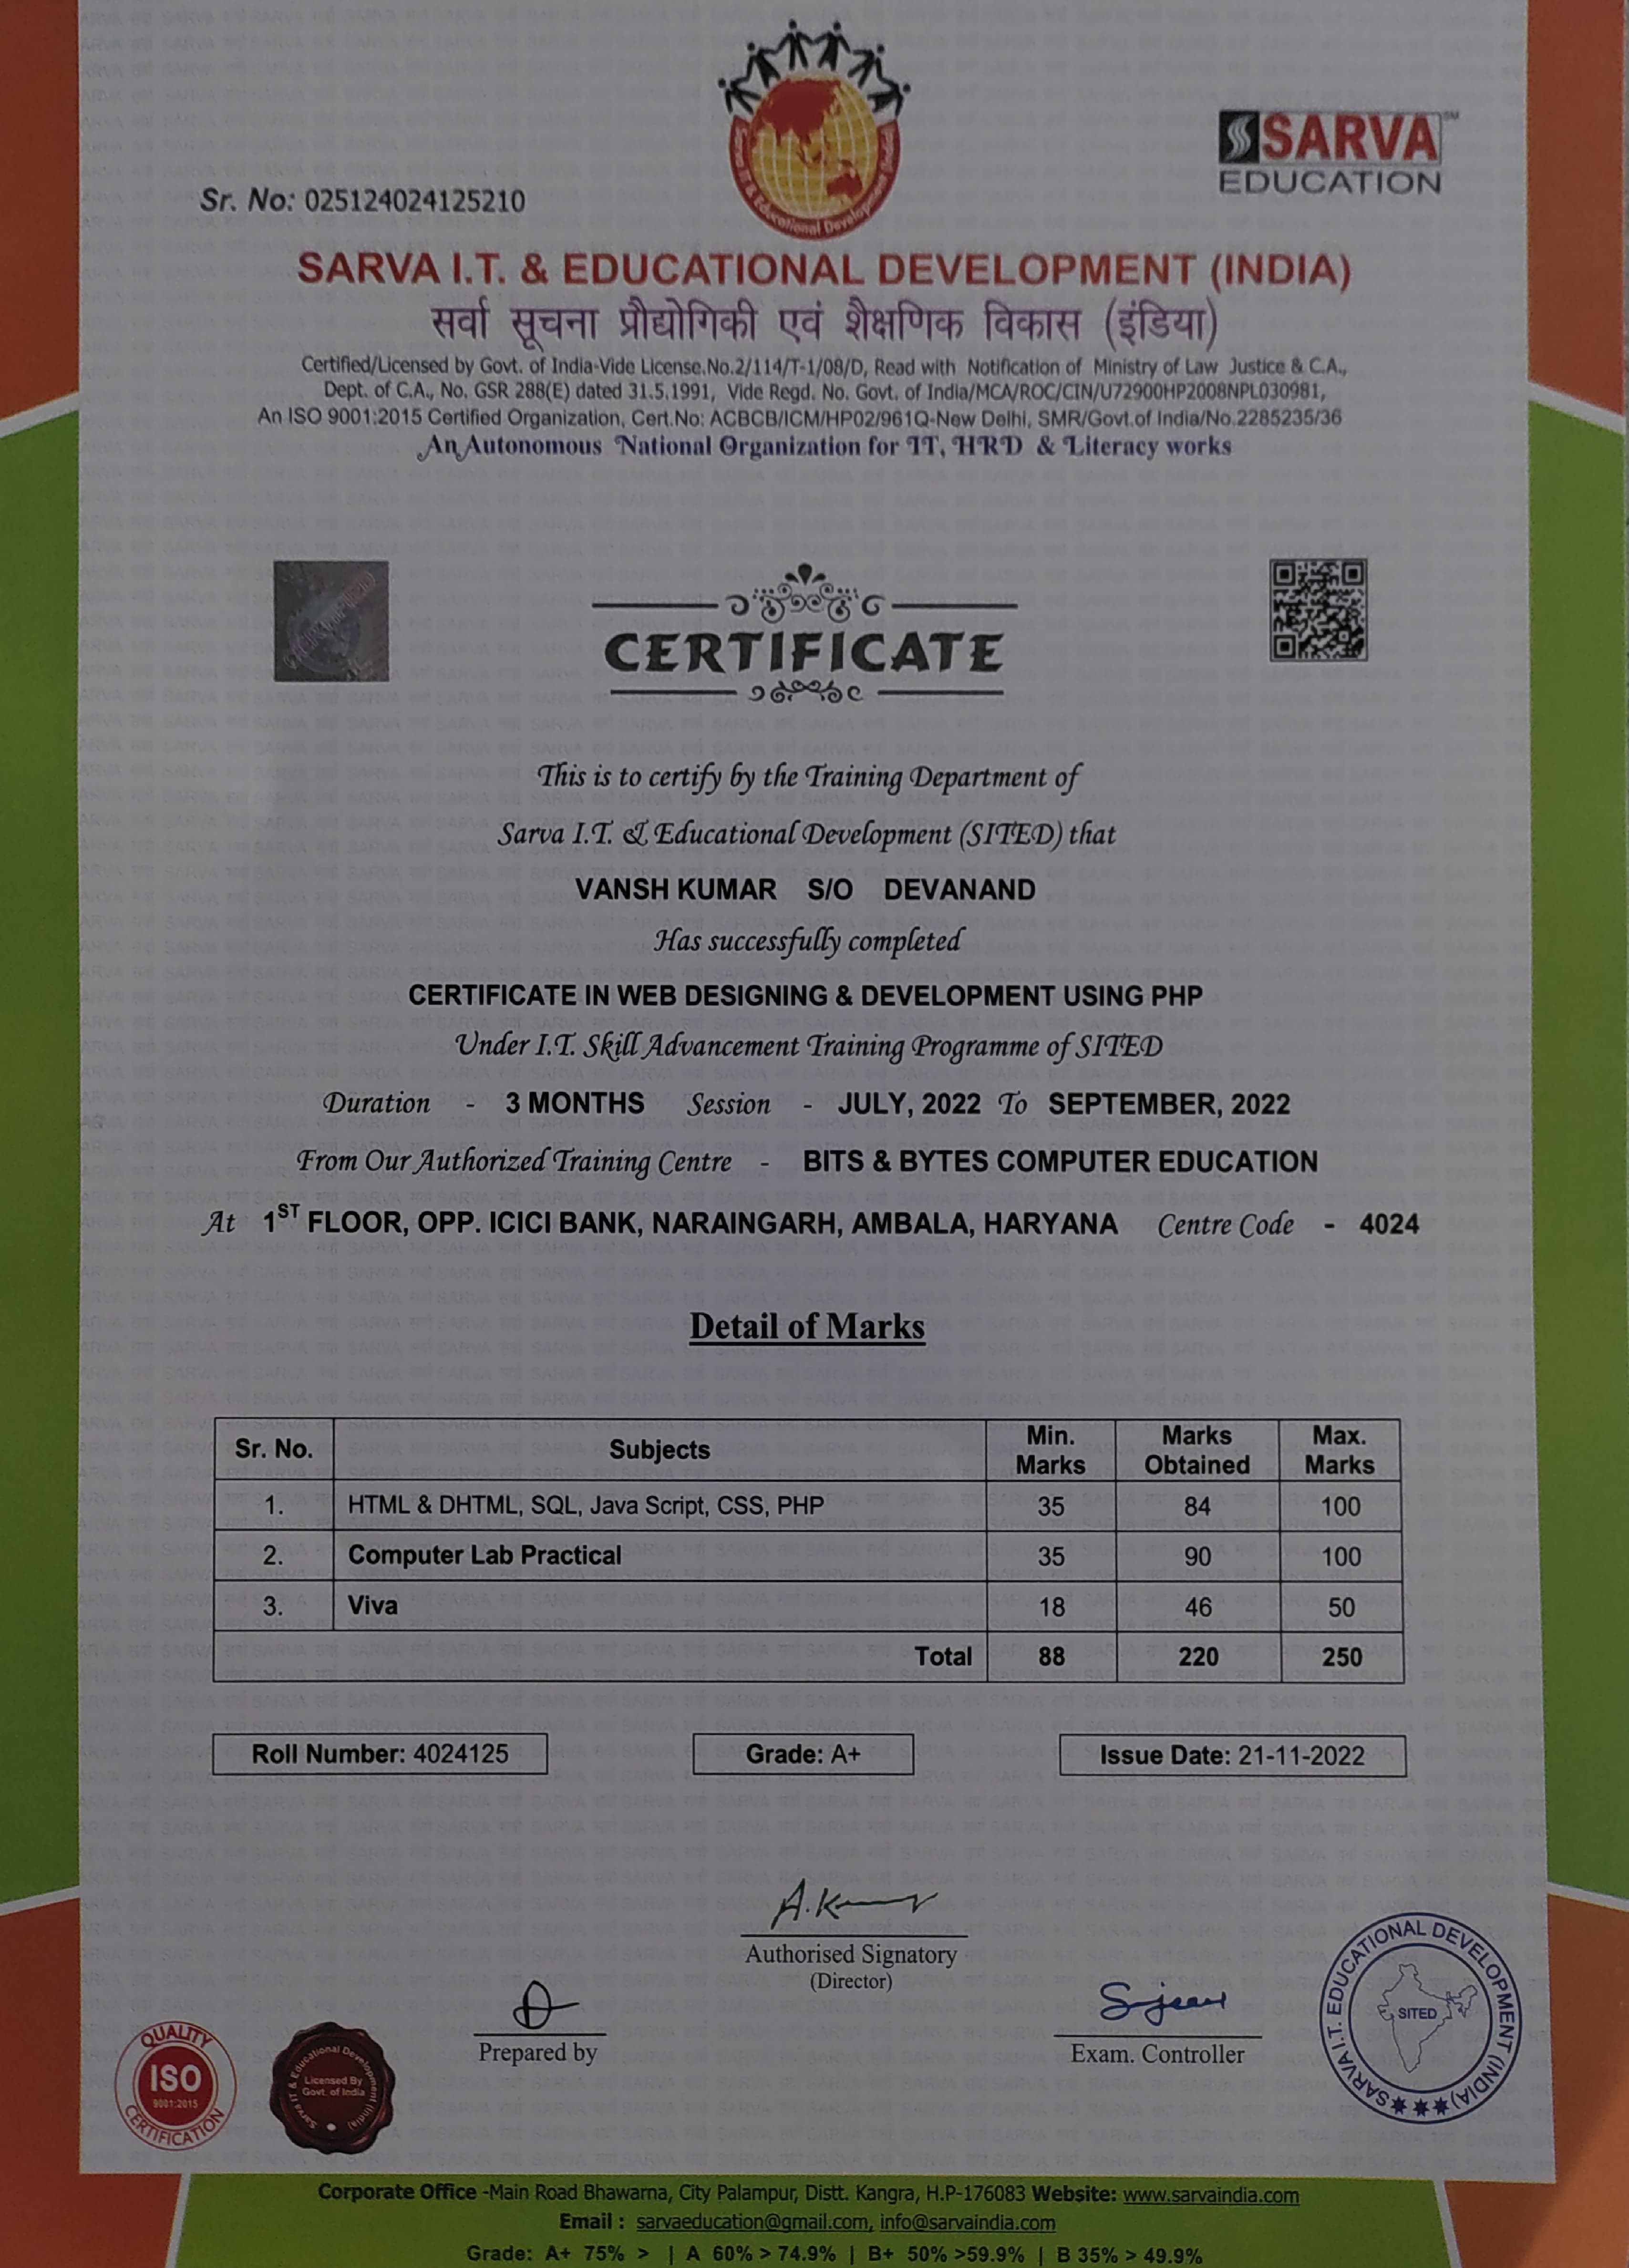 SARVA
EDUCATION
Sr. No: 025124024125210
Sarva IT & Educational Development (India)
SARVA I.T. & EDUCATIONAL DEVELOPMENT (INDIA)
सर्वा सूचना प्रौद्योगिकी एवं शैक्षणिक विकास (इंडिया)
Certified/Licensed by Govt. of India-Vide License.No.2/114/T-1/08/D, Read with Notification of Ministry of Law Justice & C.A.,
Dept. of C.A., No. GSR 288(E) dated 31.5.1991, Vide Regd. No. Govt. of India/MCA/ROC/CIN/U72900HP2008NPL030981,
An ISO 9001:2015 Certified Organization, Cert.No: ACBCB/ICM/HP02/961Q-New Delhi, SMR/Govt.of India/No.2285235/36
An Autonomous National Organization for IT, HRD & Literacy works
CERTIFICATE
This is to certify by the Training Department of
Sarva I.T. & Educational Development (SITED) that
VANSH KUMAR S/O DEVANAND
Has successfully completed
CERTIFICATE IN WEB DESIGNING & DEVELOPMENT USING PHP
Under I.T. Skill Advancement Training Programme of SITED
Duration - 3 MONTHS Session - JULY, 2022 To SEPTEMBER, 2022
From Our Authorized Training Centre - BITS & BYTES COMPUTER EDUCATION
At 1ST FLOOR, OPP. ICICI BANK, NARAINGARH, AMBALA, HARYANA Centre Code - 4024
Detail of Marks
Sr. No. Subjects Min. Marks Marks Obtained Max. Marks
1. HTML & DHTML, SQL, Java Script, CSS, PHP 35 84 100
2. Computer Lab Practical 35 90 100
3. Viva 18 46 50
Total 88 220 250
Roll Number: 4024125 Grade: A+ Issue Date: 21-11-2022
A.Kumar
Authorised Signatory
(Director)
Prepared by
Exam. Controller
QUALITY
ISO
9001:2015
CERTIFICATION
Sarva IT & Educational Development (India)
Licensed By
Govt. of India
SARVA I.T. EDUCATIONAL DEVELOPMENT (INDIA)
SITED
Corporate Office -Main Road Bhawarna, City Palampur, Distt. Kangra, H.P-176083 Website: www.sarvaindia.com
Email : sarvaeducation@gmail.com, info@sarvaindia.com
Grade: A+ 75% > | A 60% > 74.9% | B+ 50% >59.9% | B 35% > 49.9%